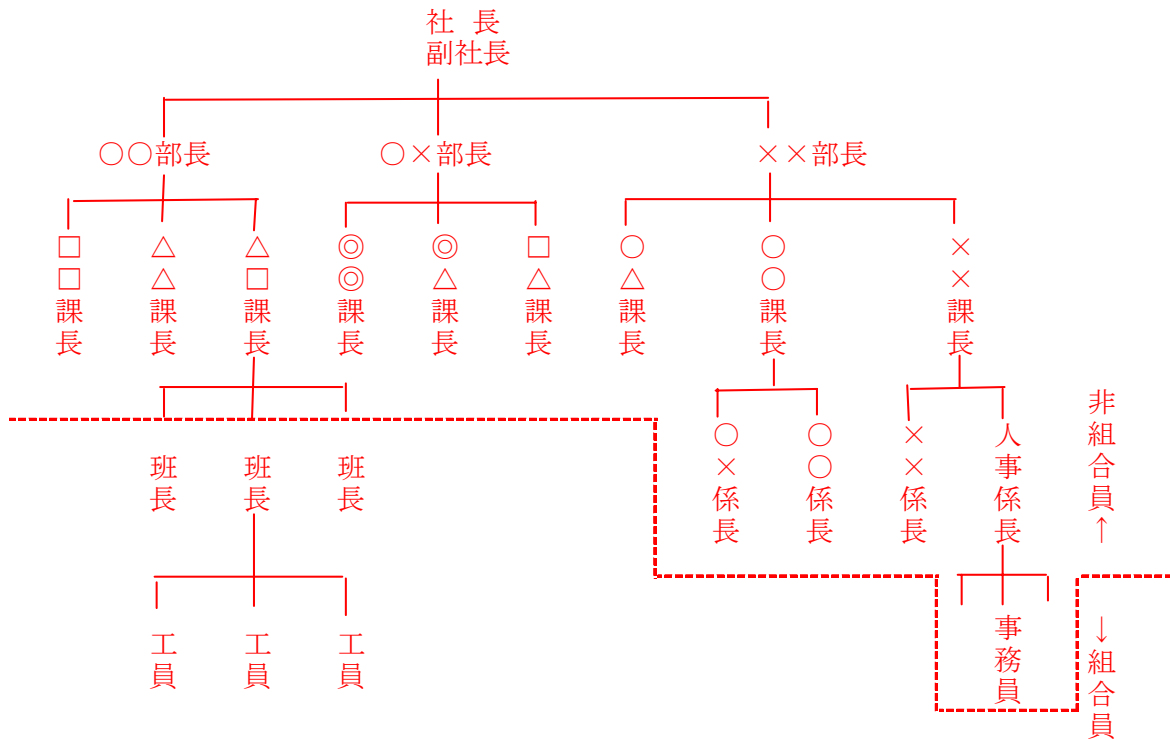 社 長
副社長
○○部長
○×部長
××部長
□□課長
△△課長
△□課長
◎◎課長
◎△課長
□△課長
○△課長
○○課長
××課長
班長
班長
班長
○×係長
○○係長
××係長
人事係長
非組合員↑
工員
工員
工員
事務員
↓組合員